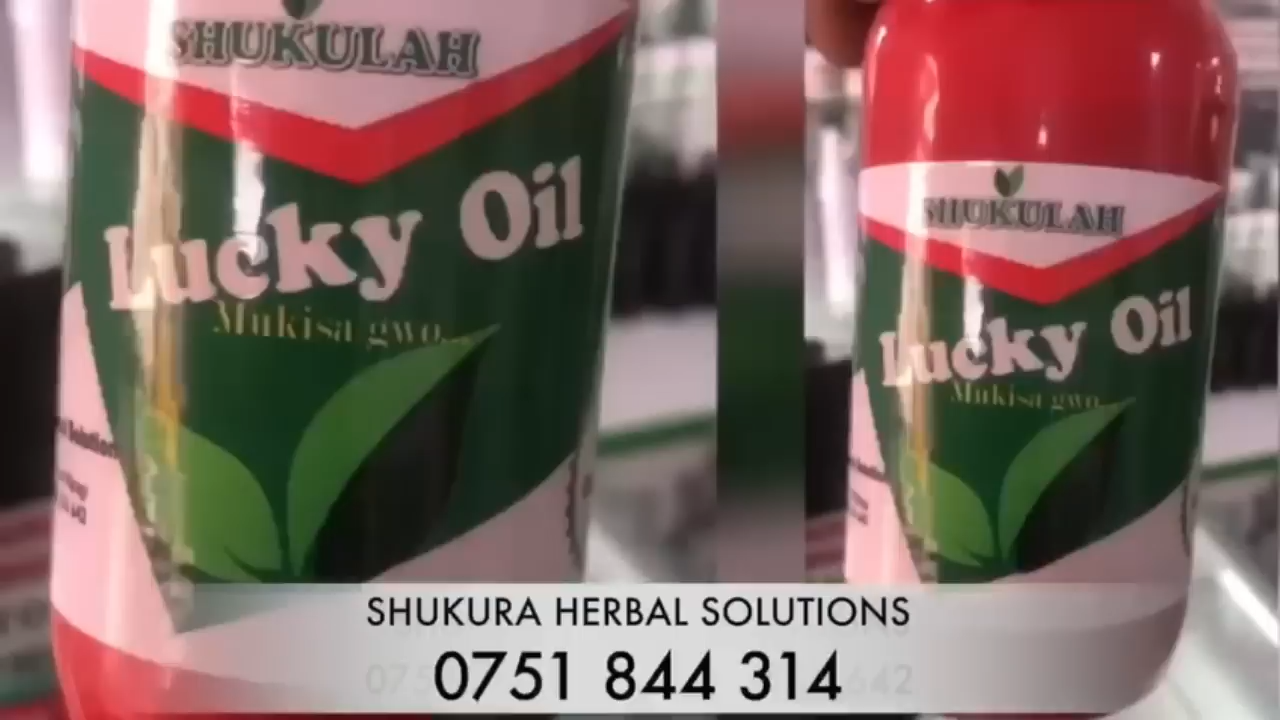 SHUKULAH
Lucky Oil
Mukisa gwo...
SHUKULAH
Lucky Oil
Mukisa gwo...
SHUKURA HERBAL SOLUTIONS
0751 844 314